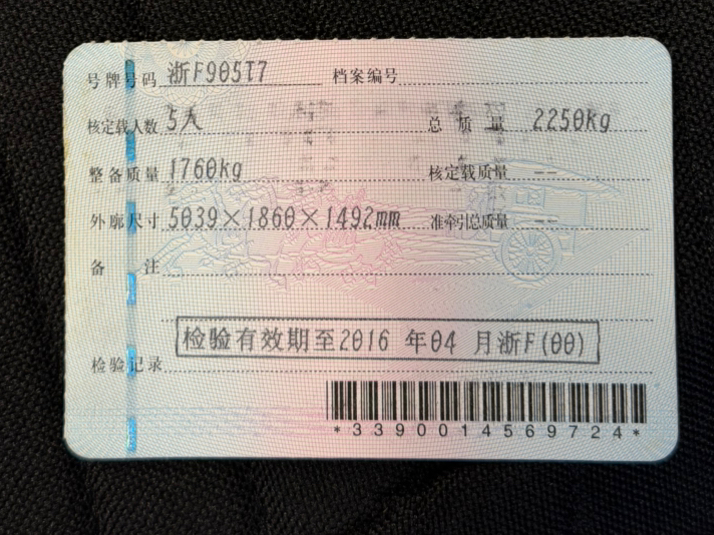 号牌号码 浙F905T7 档案编号
核定载人数 5人 总质量 2250kg
整备质量 1760kg 核定载质量 --
外廓尺寸 5039×1860×1492mm 准牵引总质量 --
备注
检验有效期至2016 年04 月浙F(00)
检验记录
*3390014569724*